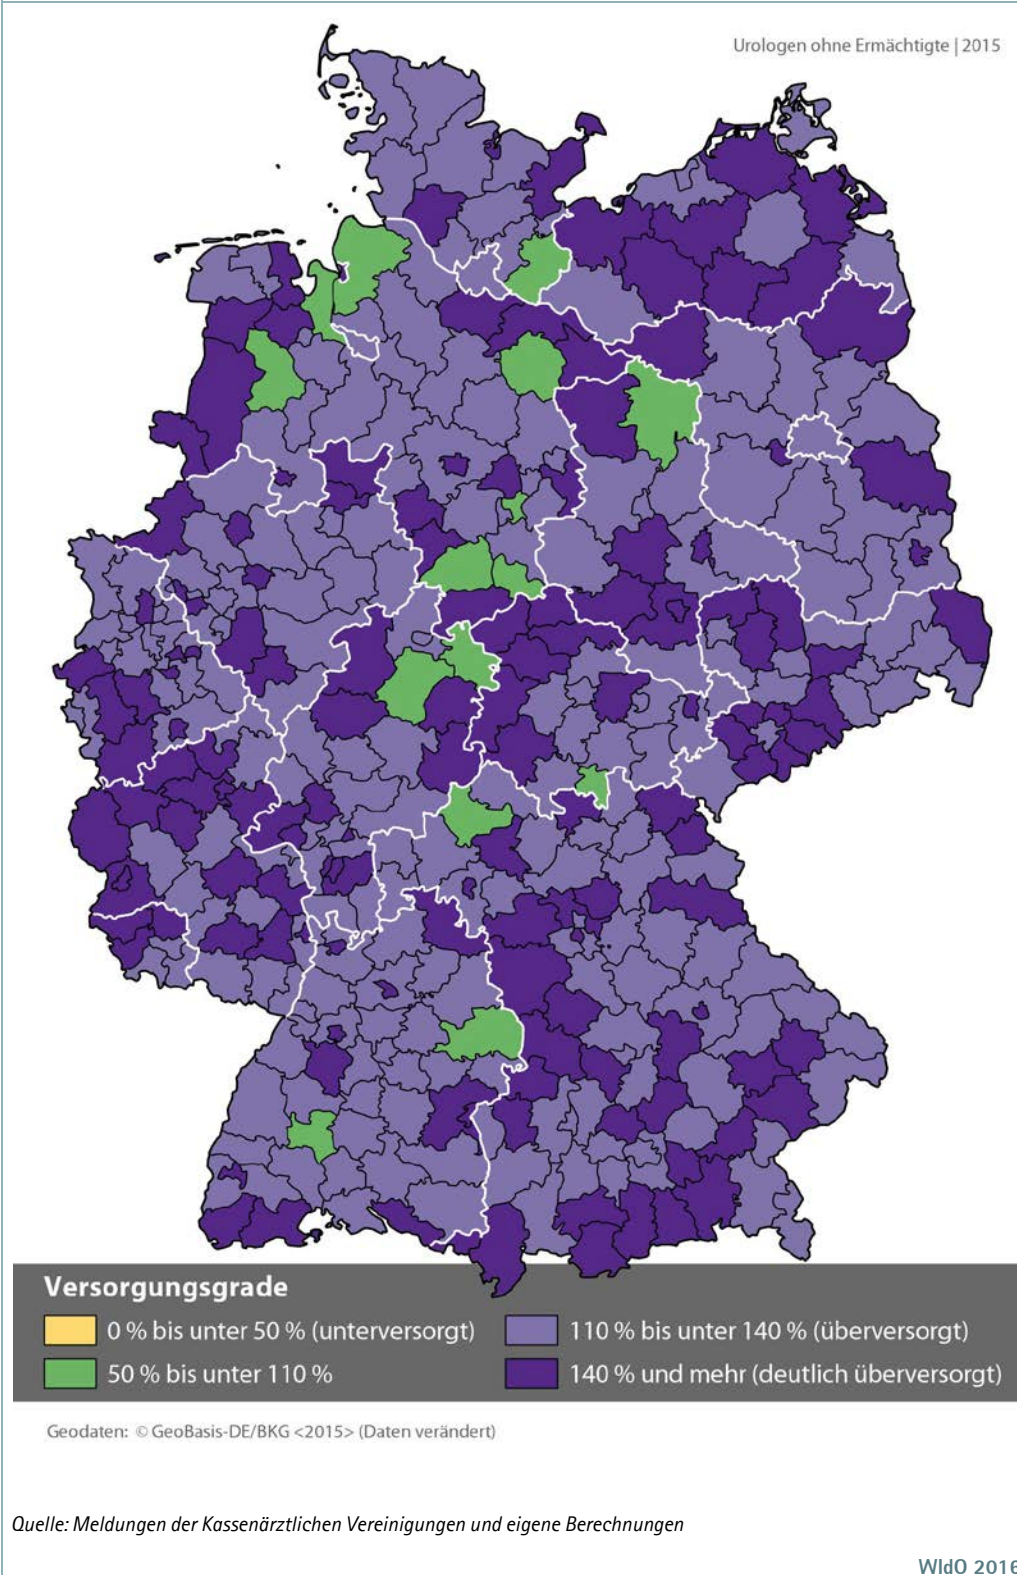 Urologen ohne Ermächtigte | 2015
Versorgungsgrade
0 % bis unter 50 % (unterversorgt)
110 % bis unter 140 % (überversorgt)
50 % bis unter 110 %
140 % und mehr (deutlich überversorgt)
Geodaten: © GeoBasis-DE/BKG <2015> (Daten verändert)
Quelle: Meldungen der Kassenärztlichen Vereinigungen und eigene Berechnungen
WIdO 2016